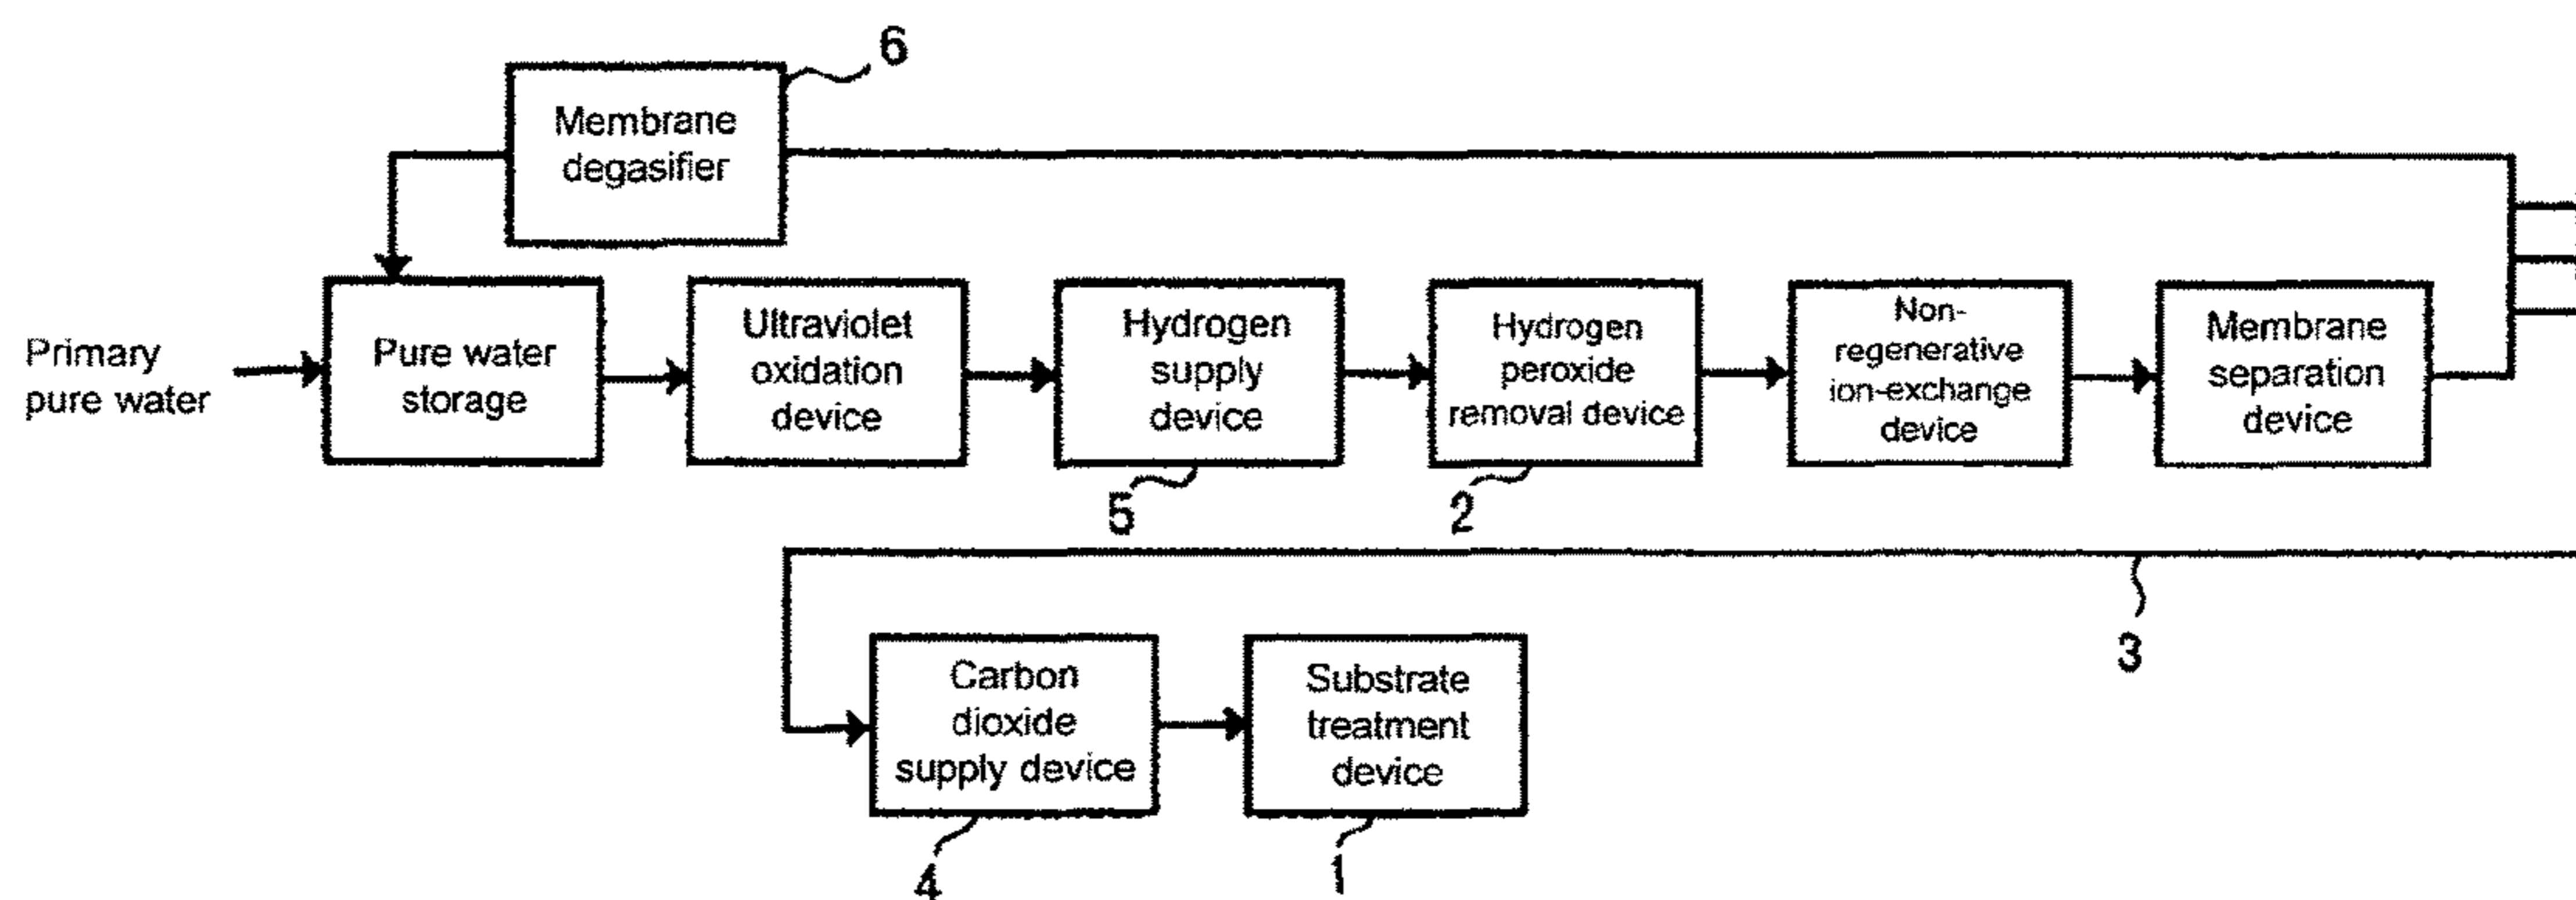 6
Membrane
degasifier
Primary
pure water
Pure water
storage
Ultraviolet
oxidation
device
Hydrogen
supply
device
Hydrogen
peroxide
removal device
Non-
regenerative
ion-exchange
device
Membrane
separation
device
5
2
3
Carbon
dioxide
supply device
Substrate
treatment
device
4
1